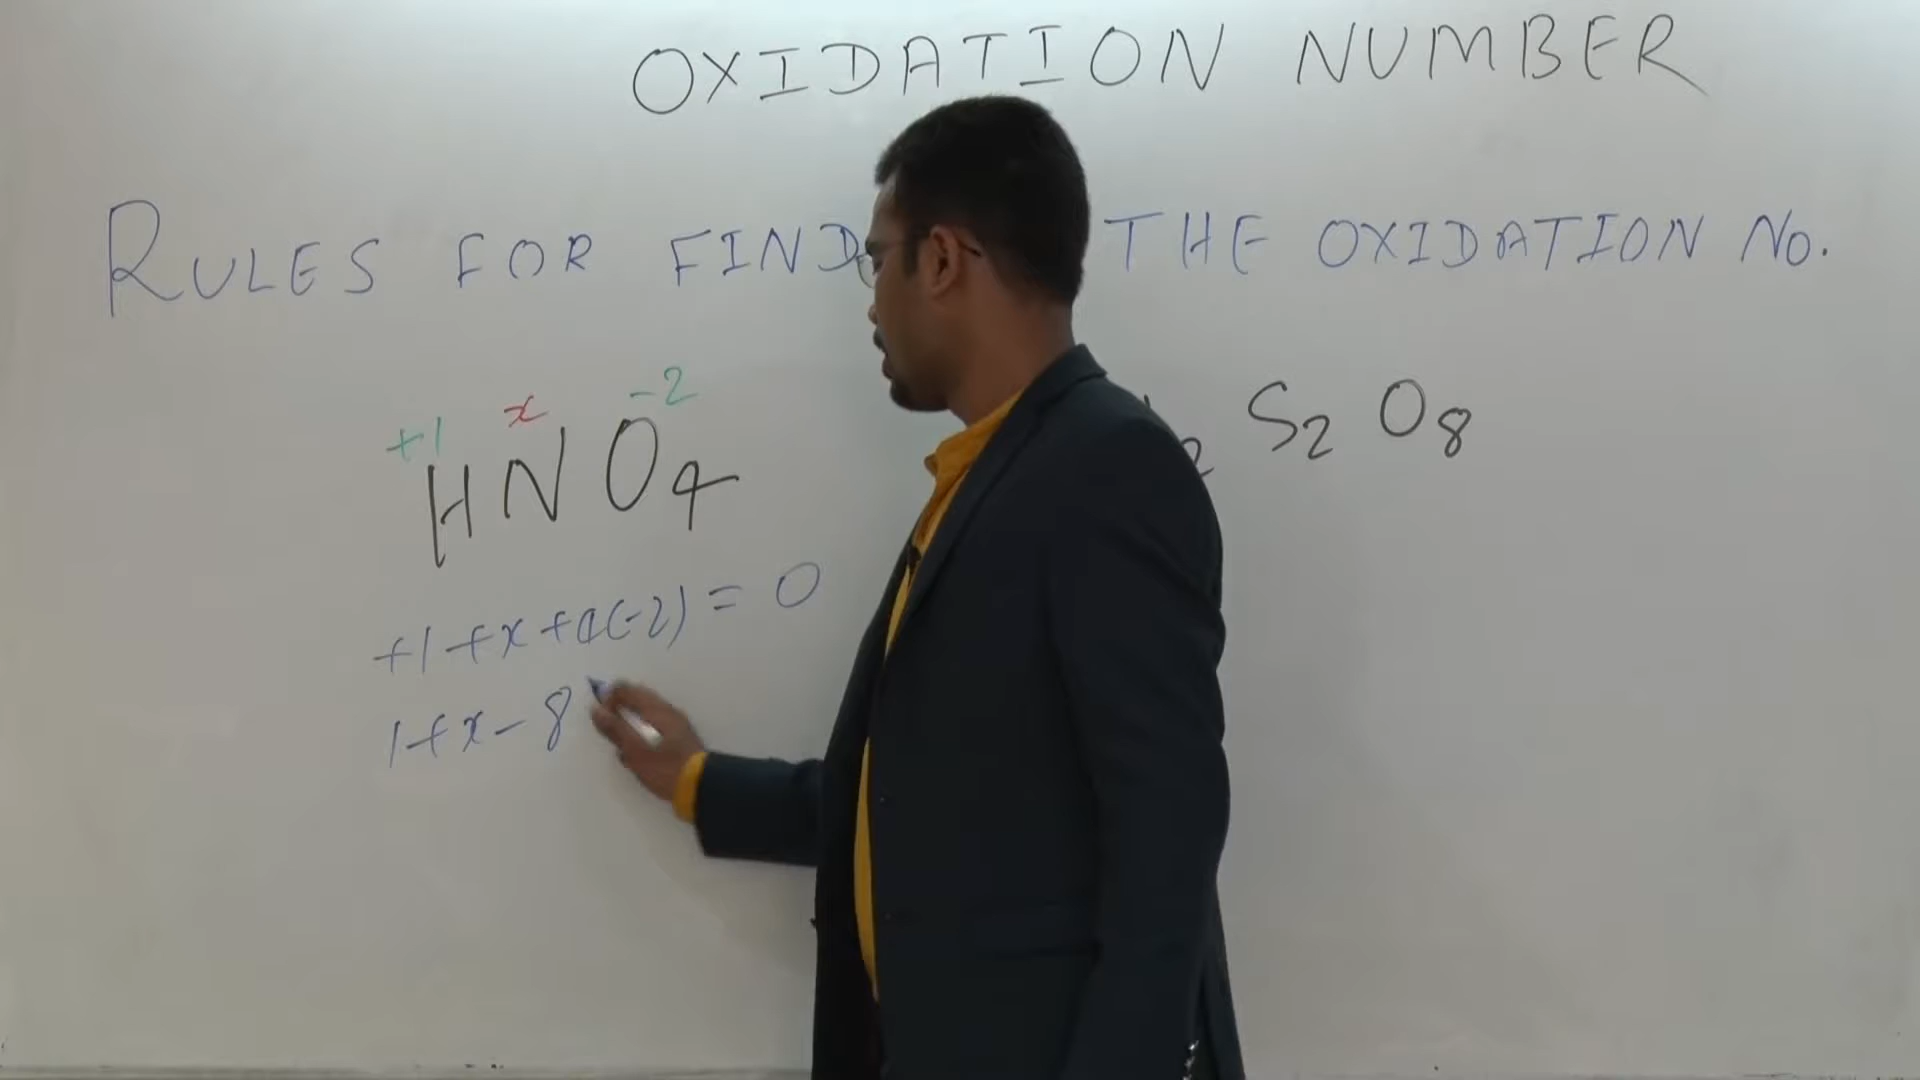 OXIDATION NUMBER
RULES FOR FIND THE OXIDATION NO.
+1 x -2
HNO4
2 S2 O8
+1+x+4(-2) = 0
1+x-8